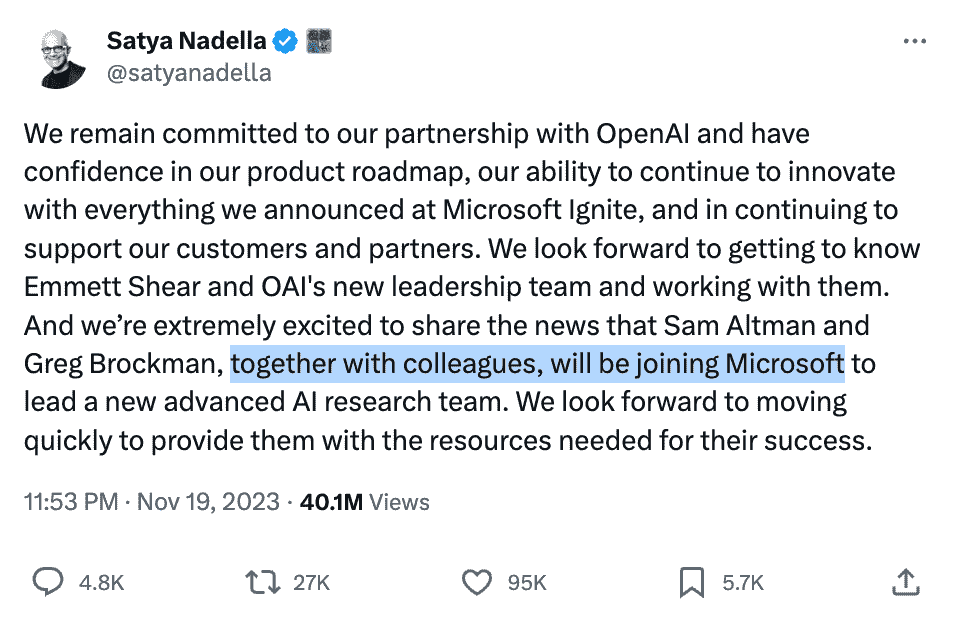 Satya Nadella
@satyanadella
We remain committed to our partnership with OpenAI and have
confidence in our product roadmap, our ability to continue to innovate
with everything we announced at Microsoft Ignite, and in continuing to
support our customers and partners. We look forward to getting to know
Emmett Shear and OAI's new leadership team and working with them.
And we’re extremely excited to share the news that Sam Altman and
Greg Brockman, together with colleagues, will be joining Microsoft to
lead a new advanced AI research team. We look forward to moving
quickly to provide them with the resources needed for their success.
11:53 PM · Nov 19, 2023 · 40.1M Views
4.8K 27K 95K 5.7K